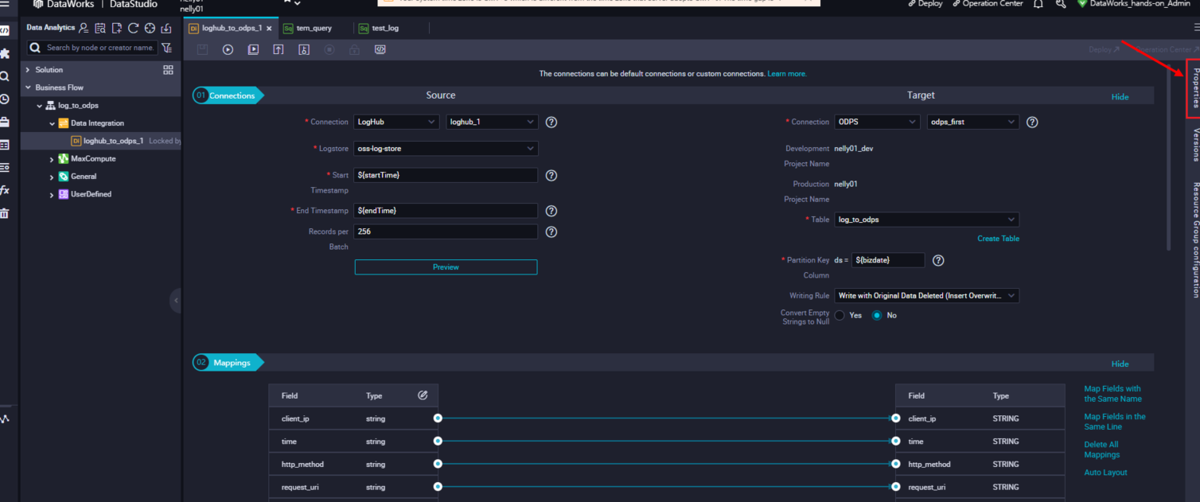 DataWorks | DataStudio
nelly01
Deploy
Operation Center
DataWorks_hands-on_Admin
Data Analytics
loghub_to_odps_1
tem_query
test_log
Search by node or creator name.
Deploy
Operation Center
Solution
Business Flow
log_to_odps
Data Integration
loghub_to_odps_1 Locked by
MaxCompute
General
UserDefined
The connections can be default connections or custom connections. Learn more.
01 Connections
Source
Target
Hide
* Connection
LogHub
loghub_1
* Connection
ODPS
odps_first
* Logstore
oss-log-store
Development Project Name
nelly01_dev
* Start Timestamp
${startTime}
Production Project Name
nelly01
* End Timestamp
${endTime}
* Table
log_to_odps
Records per Batch
256
Create Table
Preview
* Partition Key Column
ds = ${bizdate}
Writing Rule
Write with Original Data Deleted (Insert Overwrit...
Convert Empty Strings to Null
Yes
No
02 Mappings
Hide
Field Type
Field Type
client_ip string
client_ip STRING
time string
time STRING
http_method string
http_method STRING
request_uri string
request_uri STRING
Map Fields with
the Same Name
Map Fields in the
Same Line
Delete All
Mappings
Auto Layout
Properties
Versions
Resource Group configuration